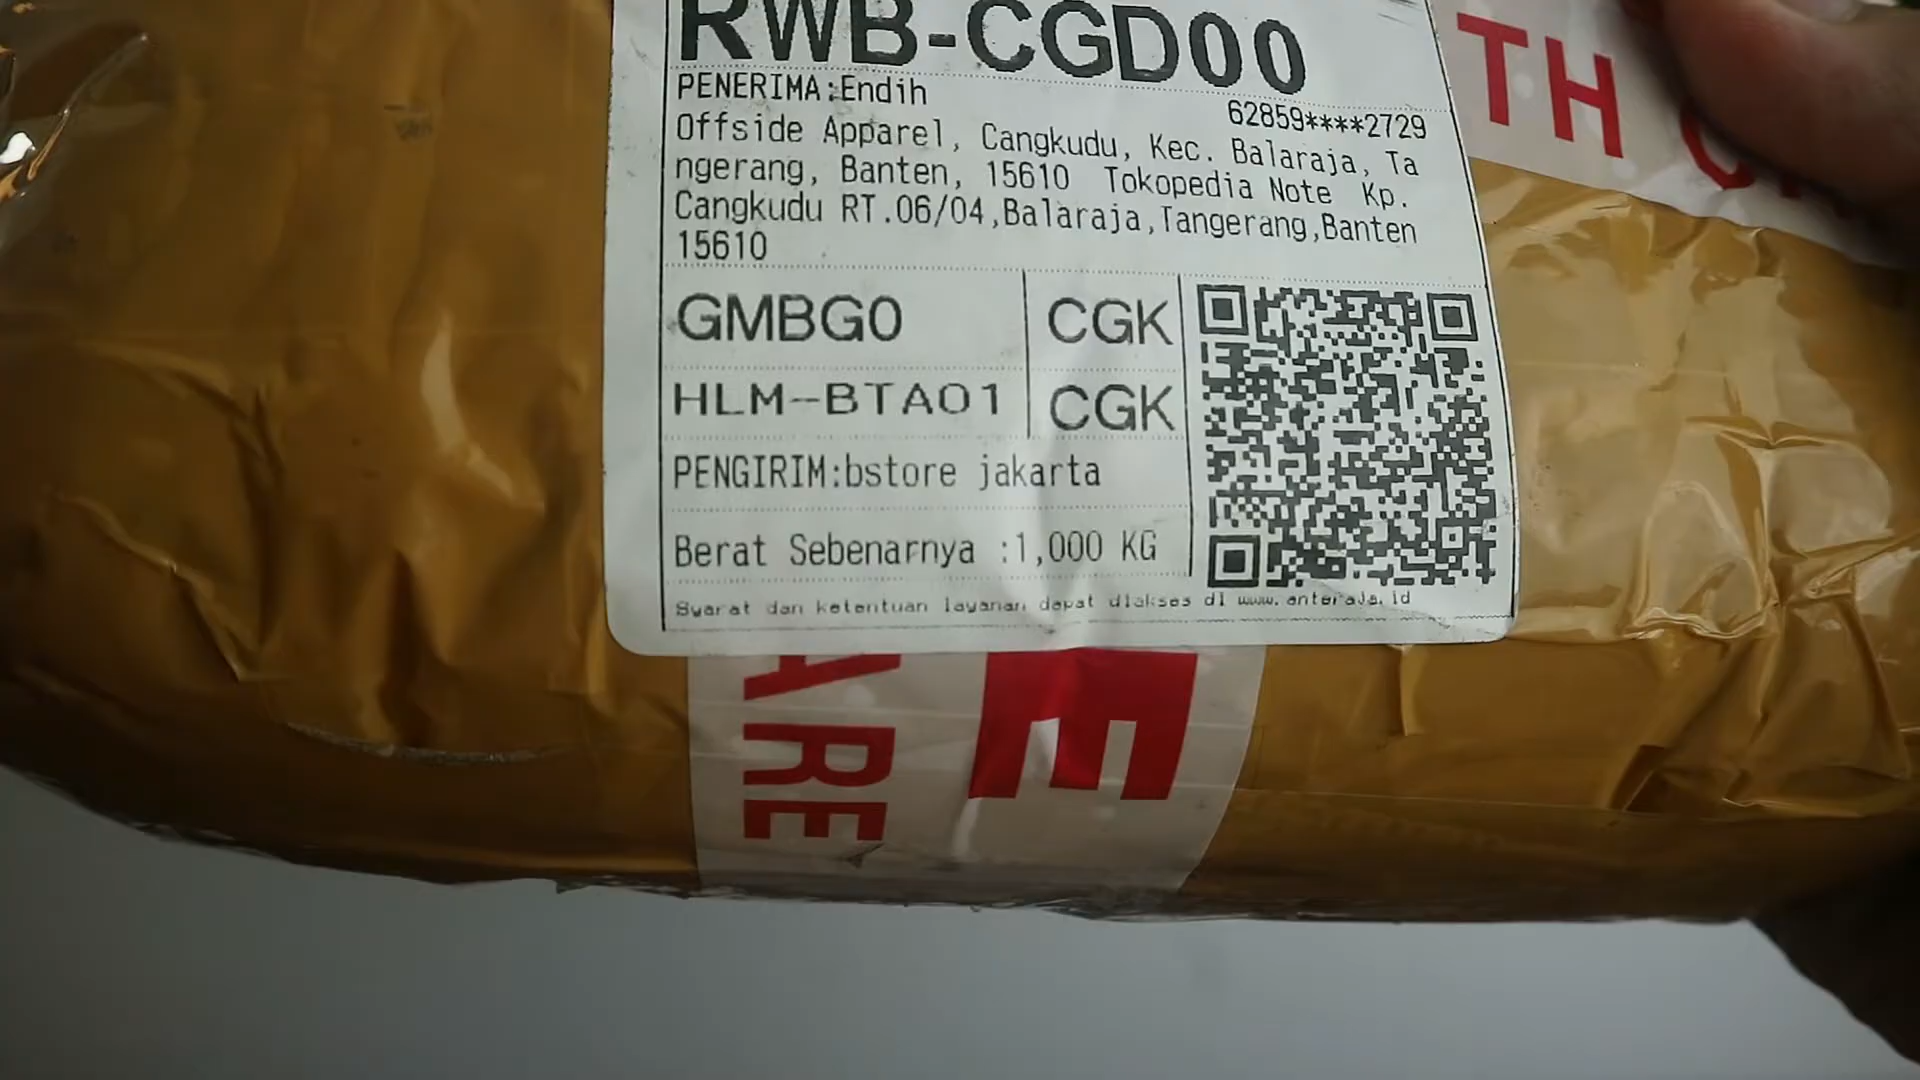 RWB-CGD00
PENERIMA:Endih
62859****2729
Offside Apparel, Cangkudu, Kec. Balaraja, Ta
ngerang, Banten, 15610 Tokopedia Note Kp.
Cangkudu RT.06/04,Balaraja,Tangerang,Banten
15610
GMBG0 CGK
HLM-BTA01 CGK
PENGIRIM:bstore jakarta
Berat Sebenarnya :1,000 KG
Syarat dan ketentuan layanan dapat diakses di www.anteraja.id
TH
ARE
E